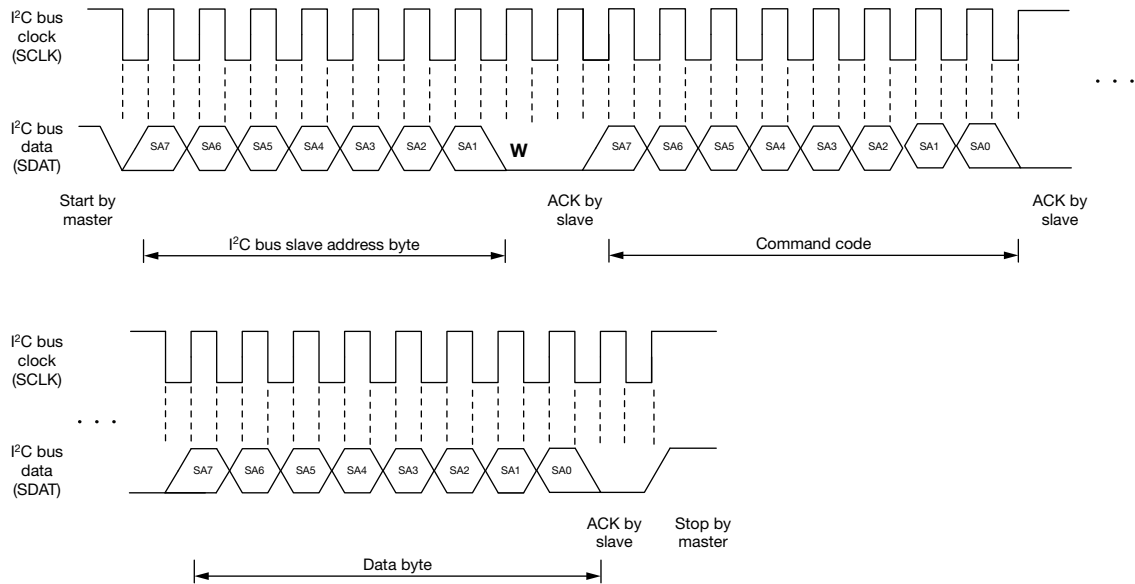 I²C bus
clock
(SCLK)
. . .
I²C bus
data
(SDAT)
SA7 SA6 SA5 SA4 SA3 SA2 SA1 W SA7 SA6 SA5 SA4 SA3 SA2 SA1 SA0
Start by
master
ACK by
slave
ACK by
slave
I²C bus slave address byte
Command code
I²C bus
clock
(SCLK)
. . .
I²C bus
data
(SDAT)
SA7 SA6 SA5 SA4 SA3 SA2 SA1 SA0
ACK by
slave
Stop by
master
Data byte